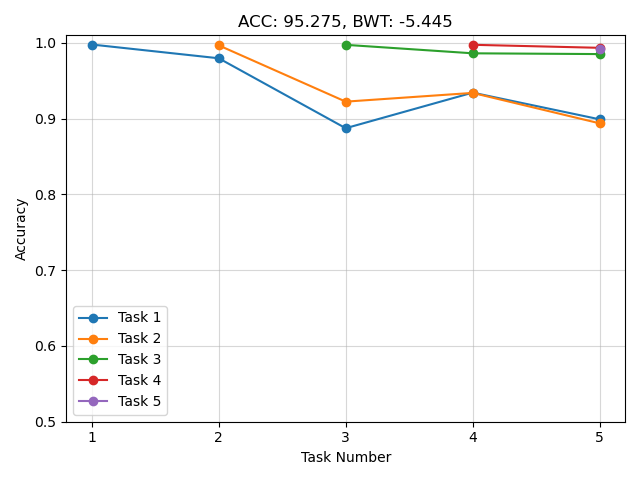 ACC: 95.275, BWT: -5.445
1.0
0.9
0.8
0.7
0.6
0.5
Accuracy
Task 1
Task 2
Task 3
Task 4
Task 5
1 2 3 4 5
Task Number